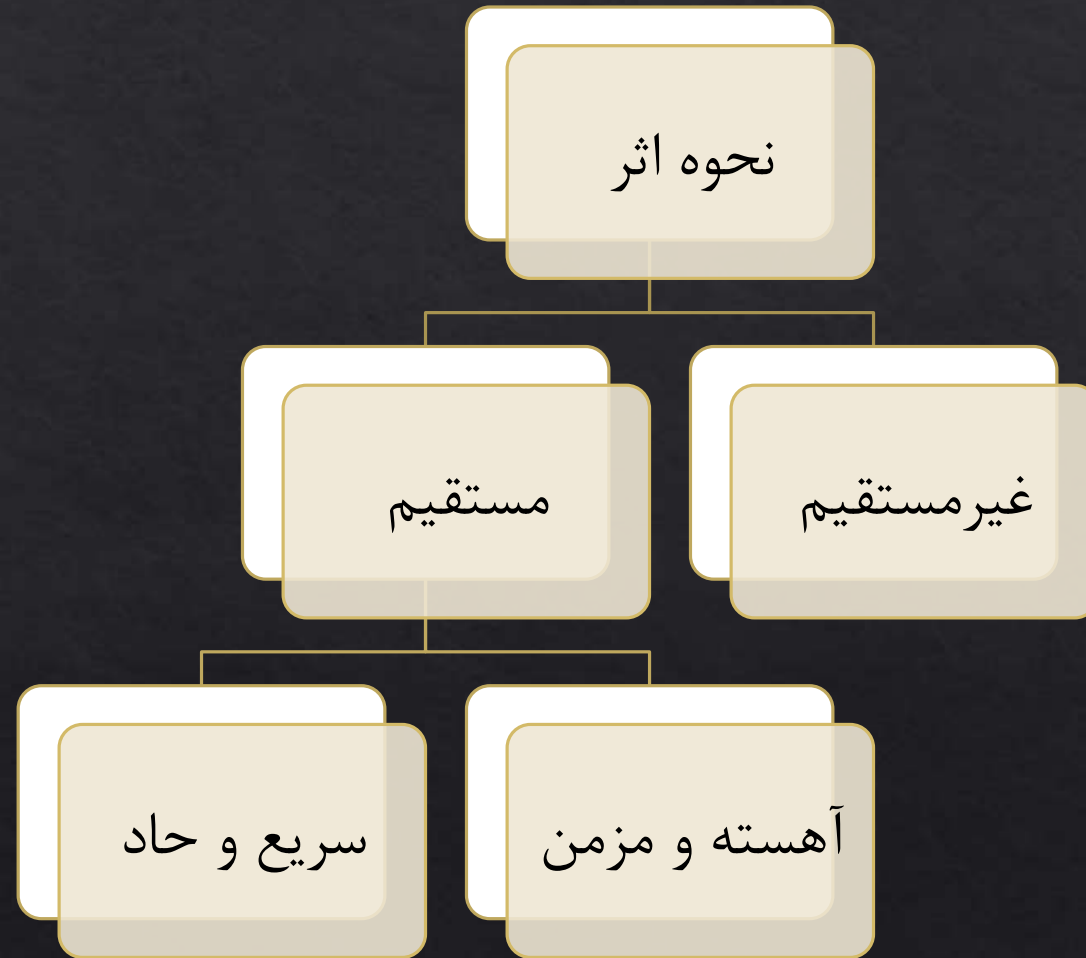 نحوه اثر
غیرمستقیم
مستقیم
آهسته و مزمن
سریع و حاد